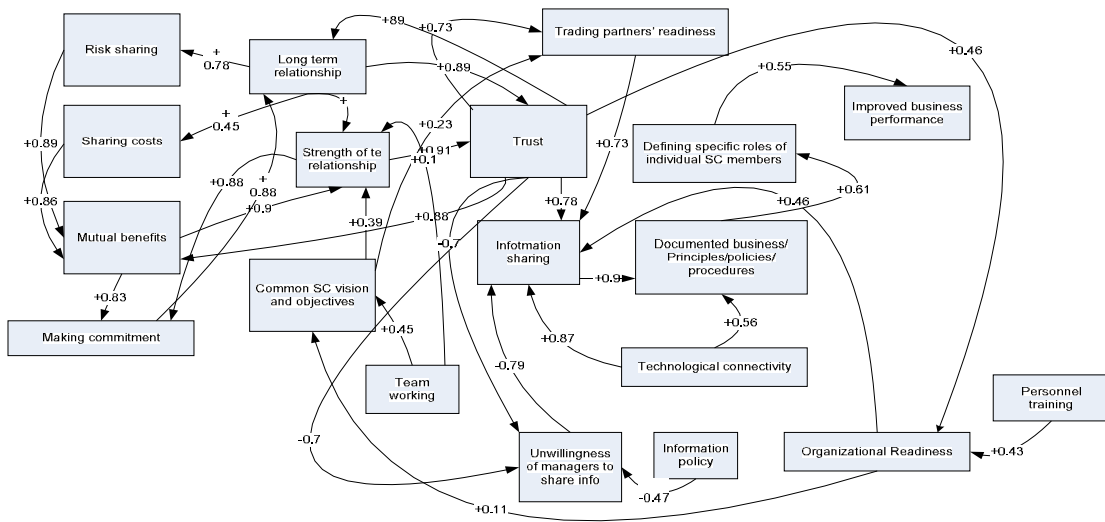 +89
+0.73
Trading partners' readiness
+0.46
Risk sharing
+
0.78
Long term
relationship
+0.89
+0.55
Improved business
performance
Sharing costs
+
0.45
+
+0.23
Trust
Defining specific roles of
individual SC members
+0.89
Strength of te
relationship
+0.91
+0.1
+0.73
+0.88
+
0.88
+0.61
+0.86
+0.9
+0.88
+0.78
+0.46
Mutual benefits
+0.39
-0.7
Infotmation
sharing
Documented business/
Principles/policies/
procedures
+0.9
+0.83
Common SC vision
and objectives
Making commitment
+0.45
+0.87
+0.56
-0.79
Technological connectivity
Team
working
Personnel
training
-0.7
Unwillingness
of managers to
share info
Information
policy
Organizational Readiness
+0.43
-0.47
+0.11